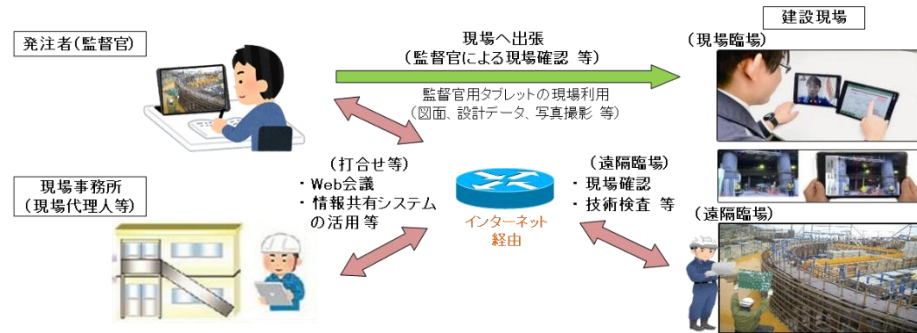 建設現場
発注者(監督官)
現場へ出張
(監督官による現場確認 等)
(現場臨場)
監督官用タブレットの現場利用
(図面、設計データ、写真撮影 等)
(打合せ等)
・Web会議
・情報共有システム
の活用 等
(遠隔臨場)
・現場確認
・技術検査 等
現場事務所
(現場代理人等)
インターネット
経由
(遠隔臨場)